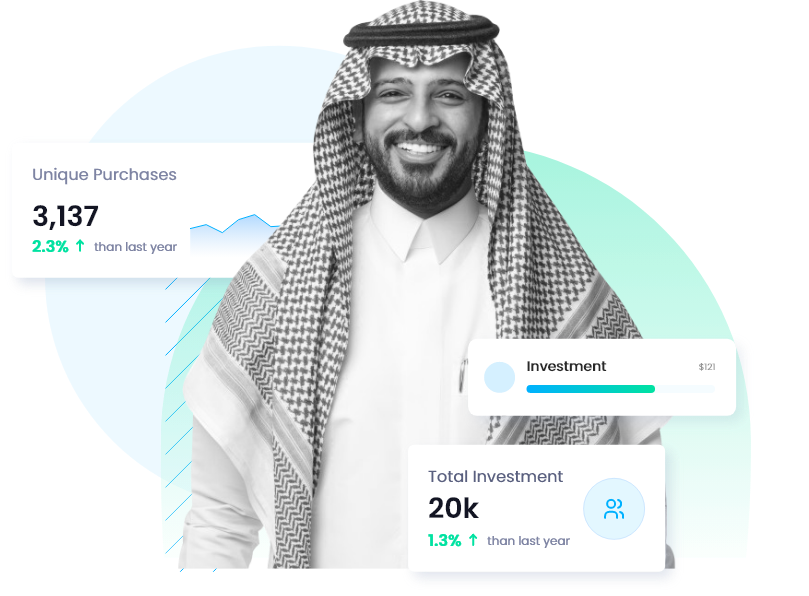 Unique Purchases
3,137
2.3% ↑ than last year
Investment
$121
Total Investment
20k
1.3% ↑ than last year